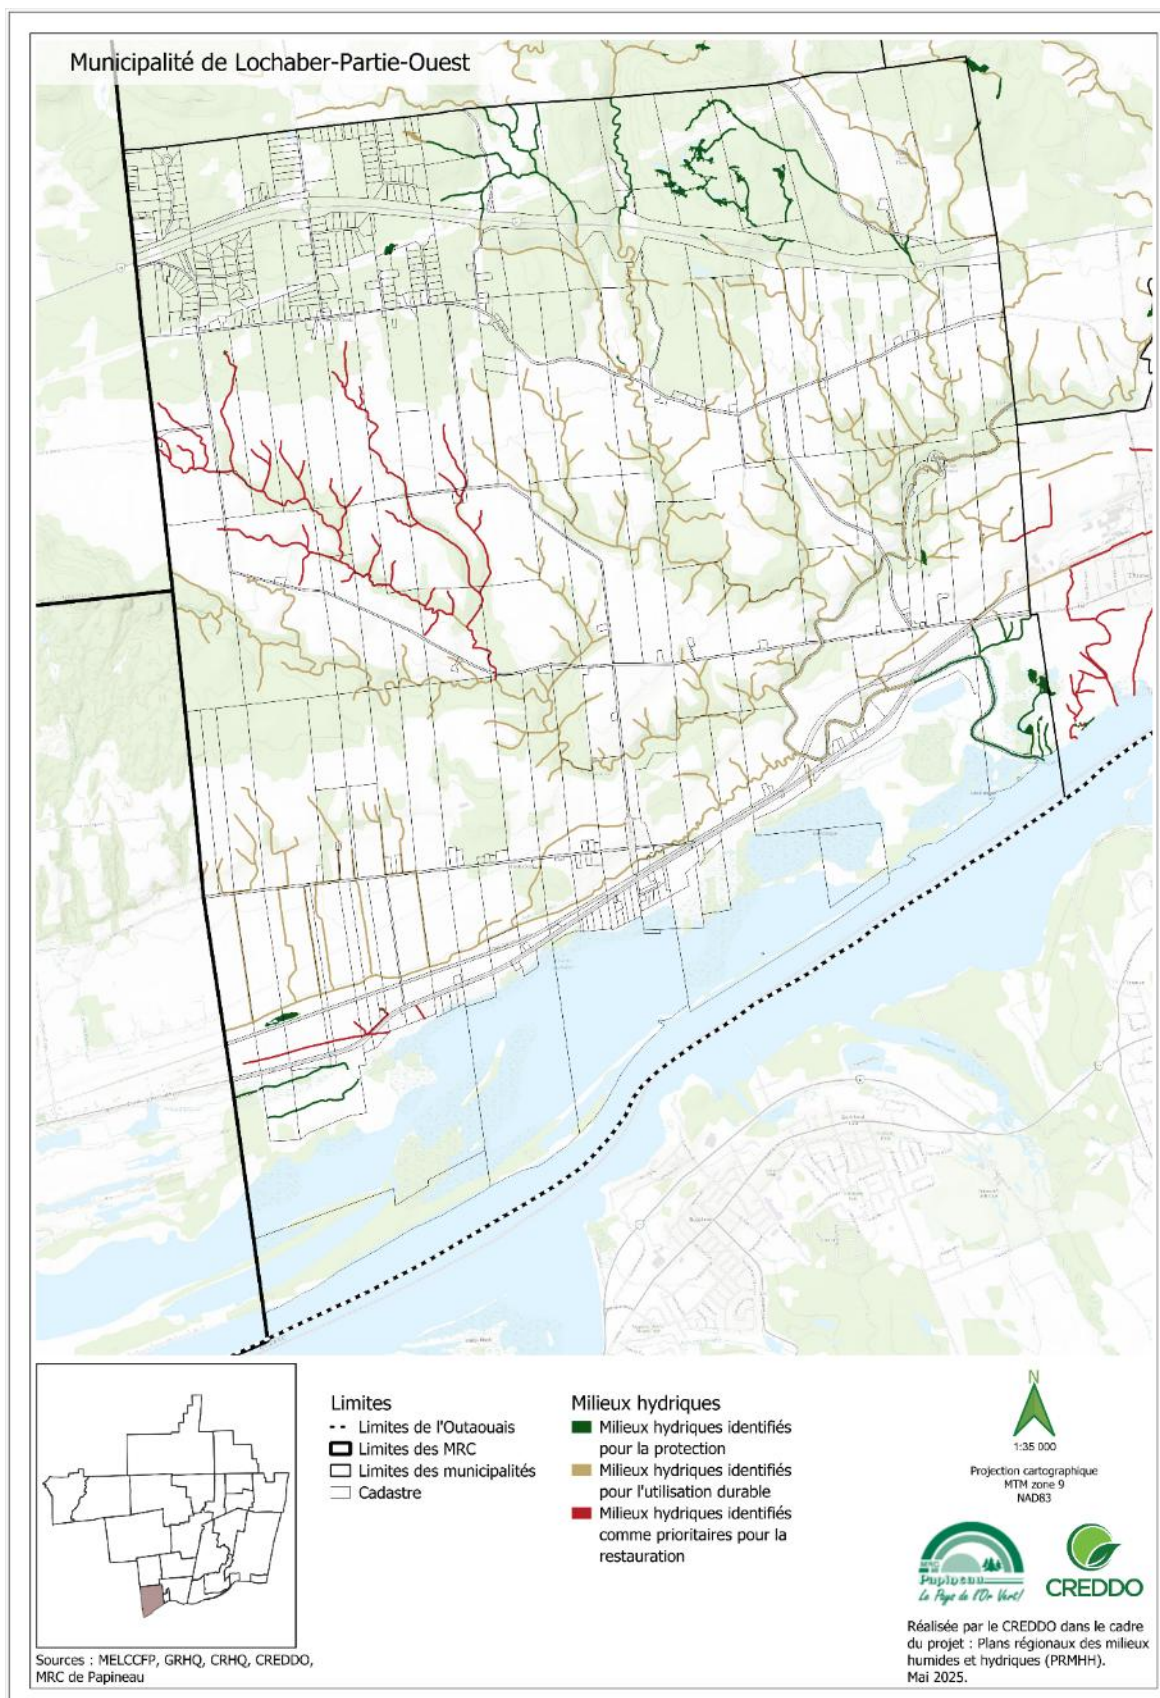 Municipalité de Lochaber-Partie-Ouest
Limites
Limites de l'Outaouais
Limites des MRC
Limites des municipalités
Cadastre
Milieux hydriques
Milieux hydriques identifiés
pour la protection
Milieux hydriques identifiés
pour l'utilisation durable
Milieux hydriques identifiés
comme prioritaires pour la
restauration
N
1:35 000
Projection cartographique
MTM zone 9
NAD83
MRC de
Papineau
Le Pays de l'Or Vert!
CREDDO
Réalisée par le CREDDO dans le cadre
du projet : Plans régionaux des milieux
humides et hydriques (PRMHH).
Mai 2025.
Sources : MELCCFP, GRHQ, CRHQ, CREDDO,
MRC de Papineau